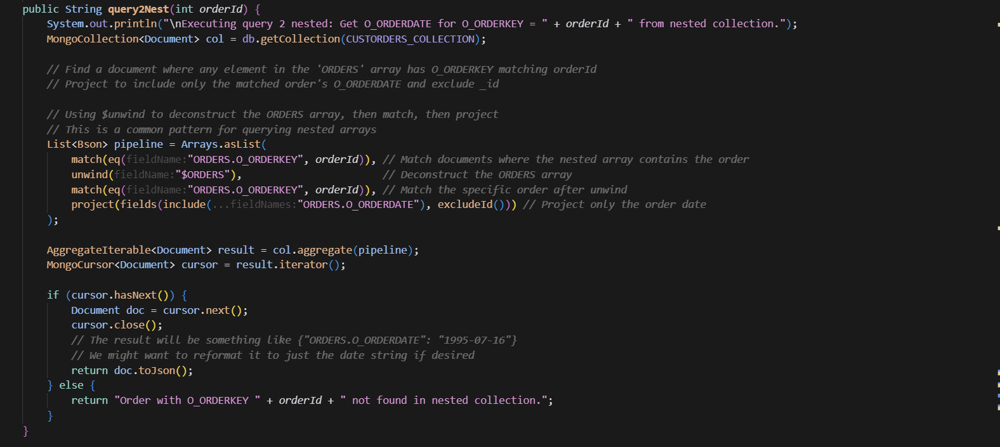 public String query2Nest(int orderId) {
    System.out.println("\nExecuting query 2 nested: Get O_ORDERDATE for O_ORDERKEY = " + orderId + " from nested collection.");
    MongoCollection<Document> col = db.getCollection(CUSTORDERS_COLLECTION);

    // Find a document where any element in the 'ORDERS' array has O_ORDERKEY matching orderId
    // Project to include only the matched order's O_ORDERDATE and exclude _id

    // Using $unwind to deconstruct the ORDERS array, then match, then project
    // This is a common pattern for querying nested arrays
    List<Bson> pipeline = Arrays.asList(
        match(eq(fieldName:"ORDERS.O_ORDERKEY", orderId)), // Match documents where the nested array contains the order
        unwind(fieldName:"$ORDERS"),                       // Deconstruct the ORDERS array
        match(eq(fieldName:"ORDERS.O_ORDERKEY", orderId)), // Match the specific order after unwind
        project(fields(include(...fieldNames:"ORDERS.O_ORDERDATE"), excludeId())) // Project only the order date
    );

    AggregateIterable<Document> result = col.aggregate(pipeline);
    MongoCursor<Document> cursor = result.iterator();

    if (cursor.hasNext()) {
        Document doc = cursor.next();
        cursor.close();
        // The result will be something like {"ORDERS.O_ORDERDATE": "1995-07-16"}
        // We might want to reformat it to just the date string if desired
        return doc.toJson();
    } else {
        return "Order with O_ORDERKEY " + orderId + " not found in nested collection.";
    }
}